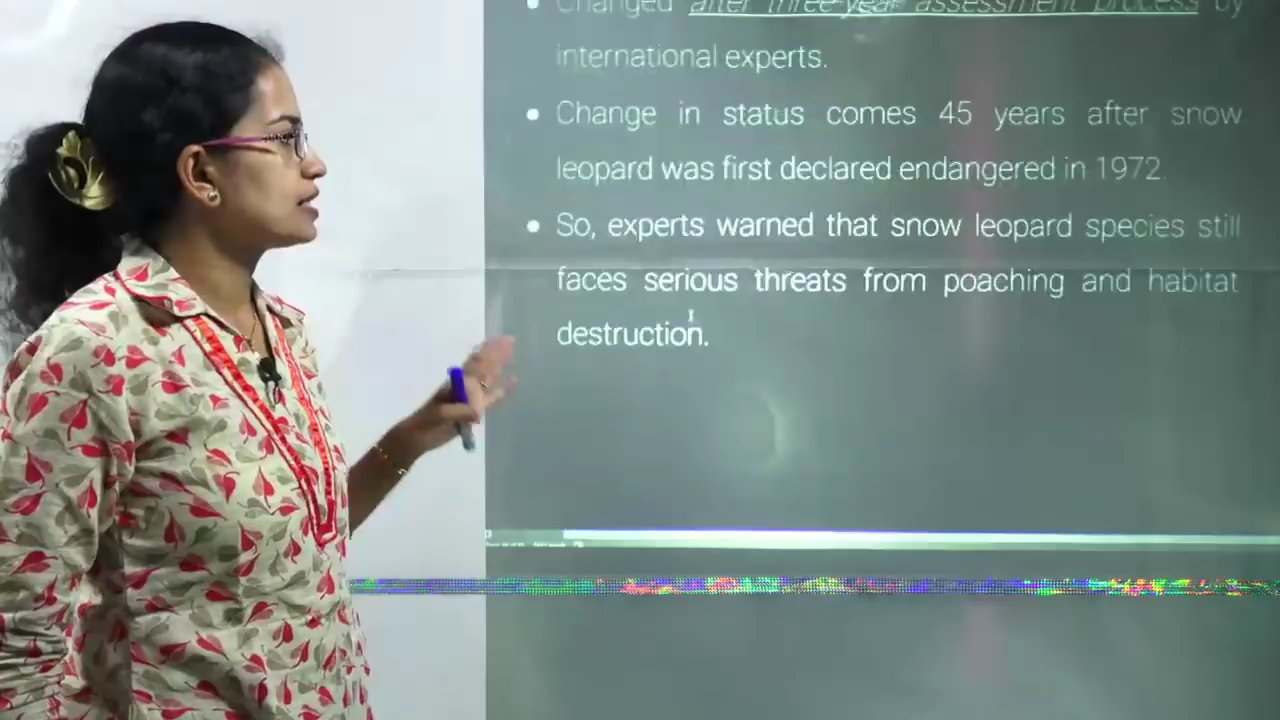 • Changed after three-year assessment process by
international experts.
• Change in status comes 45 years after snow
leopard was first declared endangered in 1972.
• So, experts warned that snow leopard species still
faces serious threats from poaching and habitat
destruction.